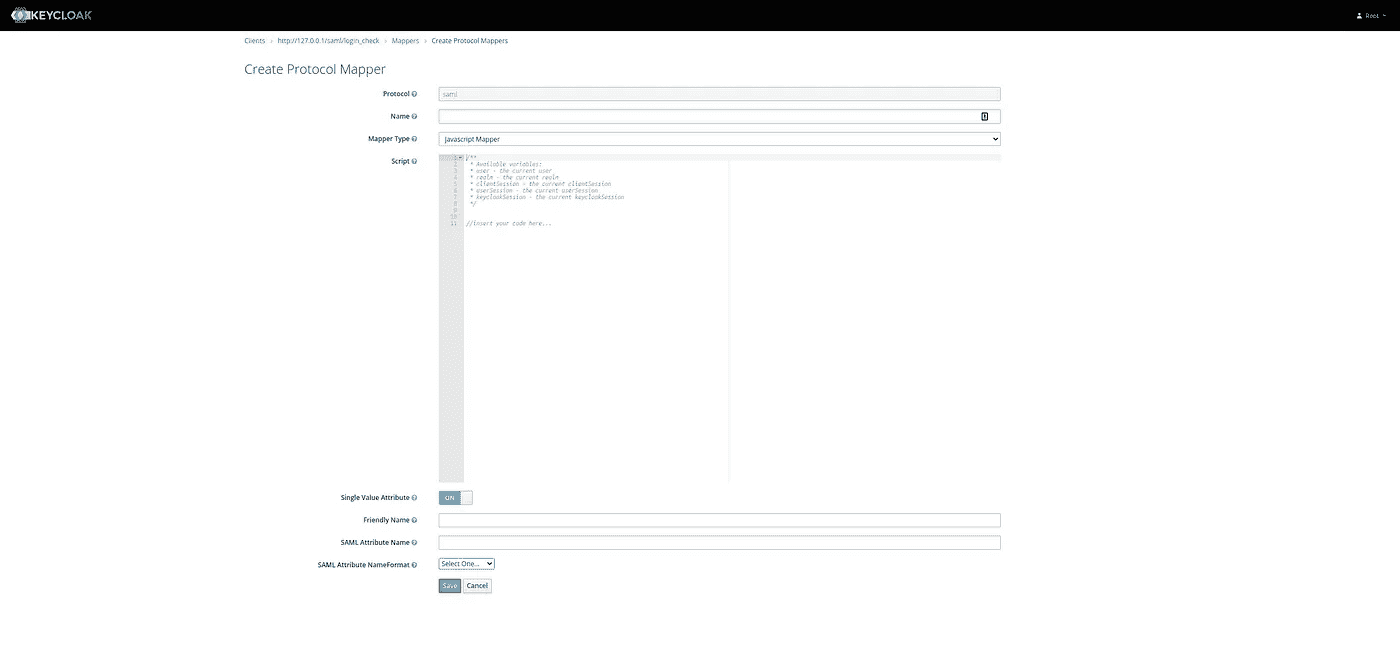 KEYCLOAK
Clients › http://127.0.0.1/saml/login_check › Mappers › Create Protocol Mappers
Create Protocol Mapper
Protocol
saml
Name
Mapper Type
Javascript Mapper
Script
1 /**
2 * Available variables:
3 * user - the current user
4 * realm - the current realm
5 * clientSession - the current clientSession
6 * userSession - the current userSession
7 * keycloakSession - the current keycloakSession
8 */
9
10
11 //insert your code here...
Single Value Attribute
ON
Friendly Name
SAML Attribute Name
SAML Attribute NameFormat
Select One...
Save Cancel